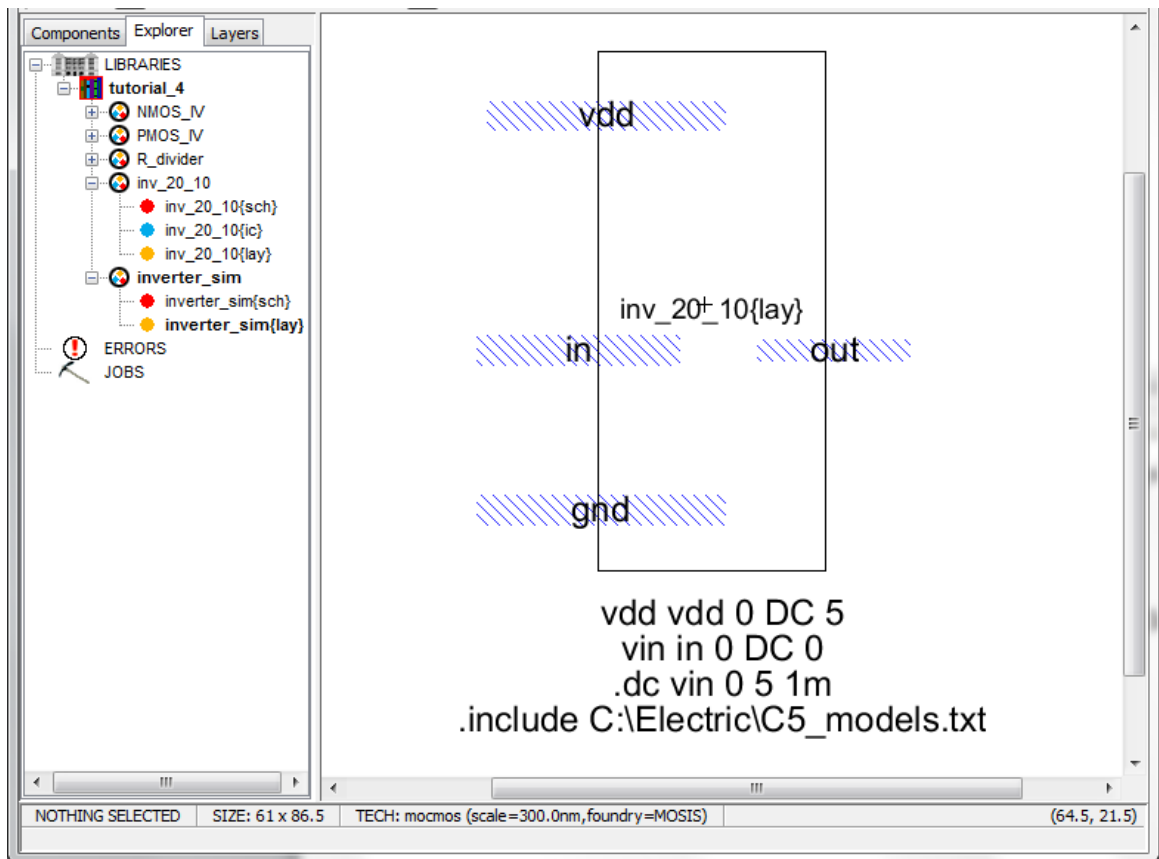 Components Explorer Layers
LIBRARIES
tutorial_4
NMOS_IV
PMOS_IV
R_divider
inv_20_10
inv_20_10{sch}
inv_20_10{ic}
inv_20_10{lay}
inverter_sim
inverter_sim{sch}
inverter_sim{lay}
ERRORS
JOBS
vdd
inv_20_10{lay}
in out
gnd
vdd vdd 0 DC 5
vin in 0 DC 0
.dc vin 0 5 1m
.include C:\Electric\C5_models.txt
NOTHING SELECTED SIZE: 61 x 86.5 TECH: mocmos (scale=300.0nm,foundry=MOSIS) (64.5, 21.5)